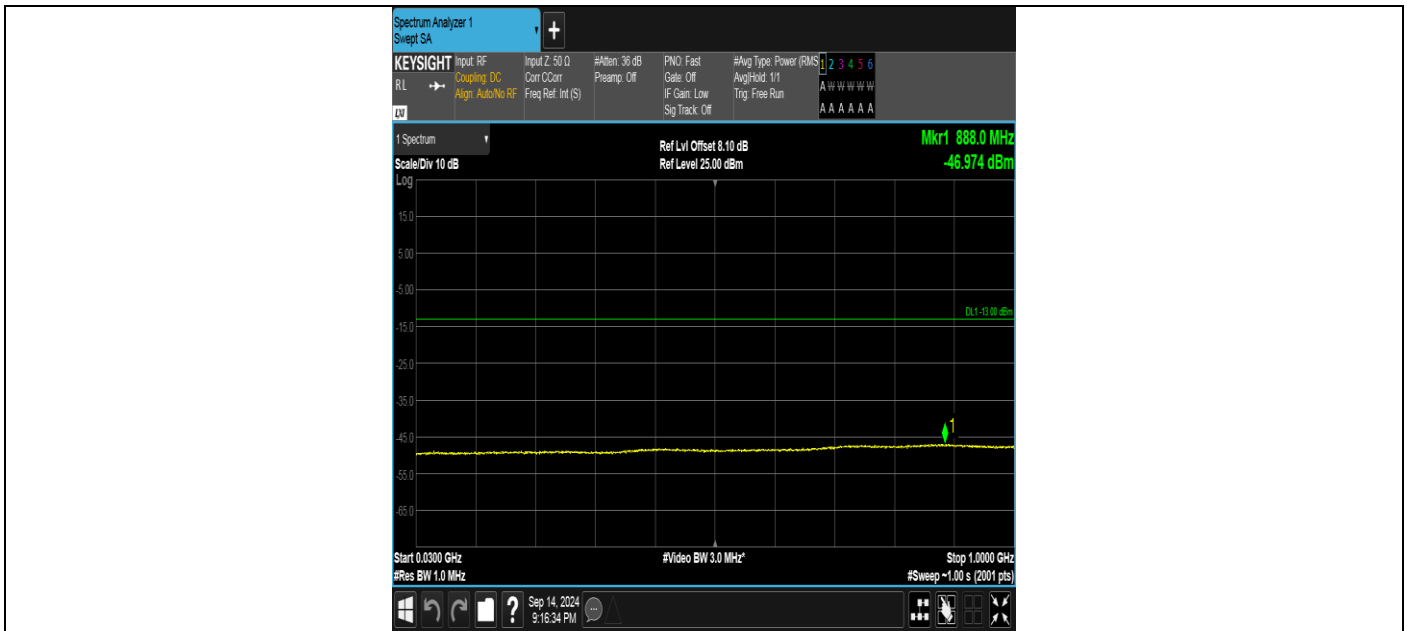 Spectrum Analyzer 1
Swept SA
+
KEYSIGHT
RL
LXI
Input: RF
Coupling: DC
Align: Auto/No RF
Input Z: 50 Ω
Corr CCorr
Freq Ref: Int (S)
#Atten: 36 dB
Preamp: Off
PNO: Fast
Gate: Off
IF Gain: Low
Sig Track: Off
#Avg Type: Power (RMS
Avg|Hold: 1/1
Trig: Free Run
1 2 3 4 5 6
A W W W W W
A A A A A A
1 Spectrum
Scale/Div 10 dB
Log
Ref Lvl Offset 8.10 dB
Ref Level 25.00 dBm
Mkr1 888.0 MHz
-46.974 dBm
15.0
5.00
-5.00
DL1 -13.00 dBm
-15.0
-25.0
-35.0
1
-45.0
-55.0
-65.0
Start 0.0300 GHz
#Video BW 3.0 MHz*
Stop 1.0000 GHz
#Res BW 1.0 MHz
#Sweep ~1.00 s (2001 pts)
?
Sep 14, 2024
9:16:34 PM